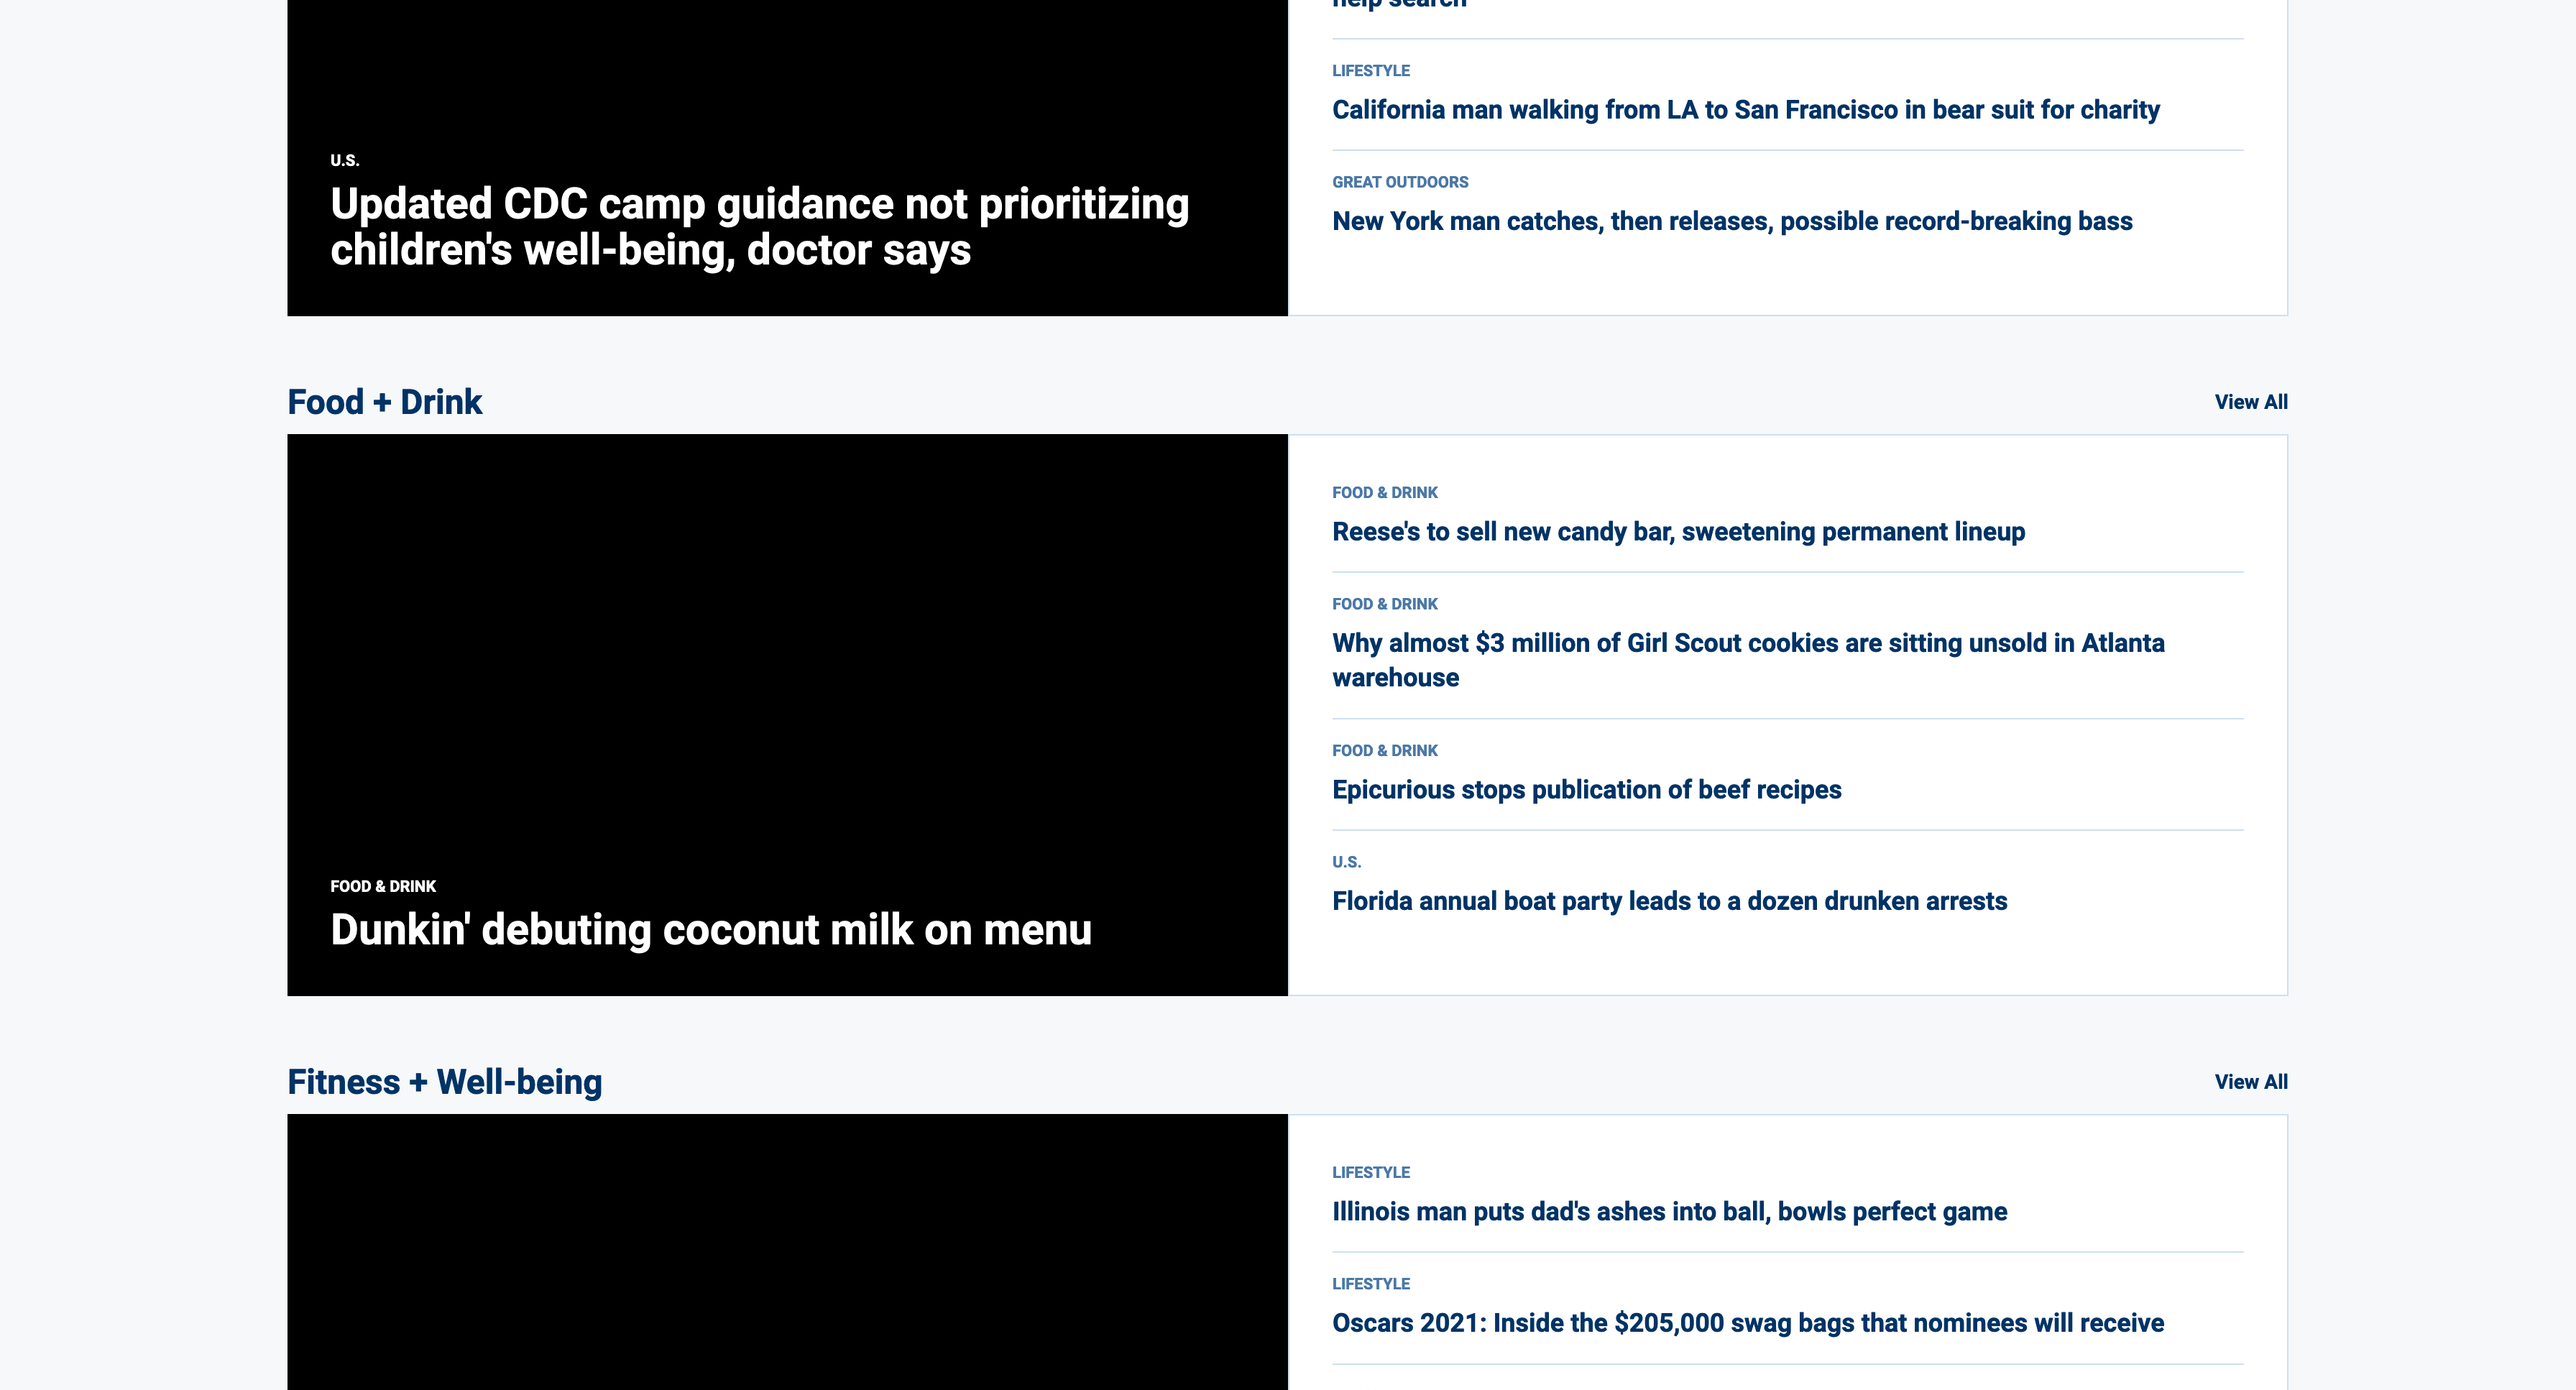 help search
LIFESTYLE
California man walking from LA to San Francisco in bear suit for charity
GREAT OUTDOORS
New York man catches, then releases, possible record-breaking bass
U.S.
Updated CDC camp guidance not prioritizing
children's well-being, doctor says
Food + Drink
View All
FOOD & DRINK
Dunkin' debuting coconut milk on menu
FOOD & DRINK
Reese's to sell new candy bar, sweetening permanent lineup
FOOD & DRINK
Why almost $3 million of Girl Scout cookies are sitting unsold in Atlanta
warehouse
FOOD & DRINK
Epicurious stops publication of beef recipes
U.S.
Florida annual boat party leads to a dozen drunken arrests
Fitness + Well-being
View All
LIFESTYLE
Illinois man puts dad's ashes into ball, bowls perfect game
LIFESTYLE
Oscars 2021: Inside the $205,000 swag bags that nominees will receive